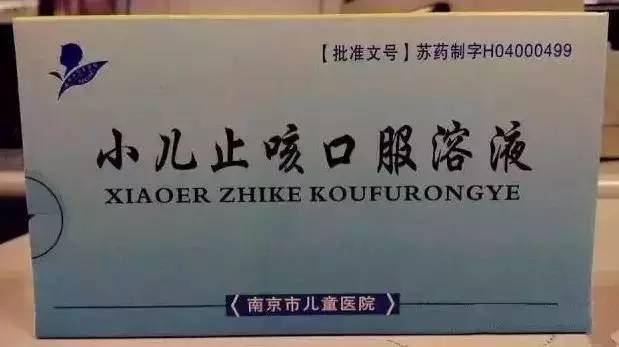 【批准文号】苏药制字H04000499
小儿止咳口服溶液
XIAOER ZHIKE KOUFURONGYE
南京市儿童医院